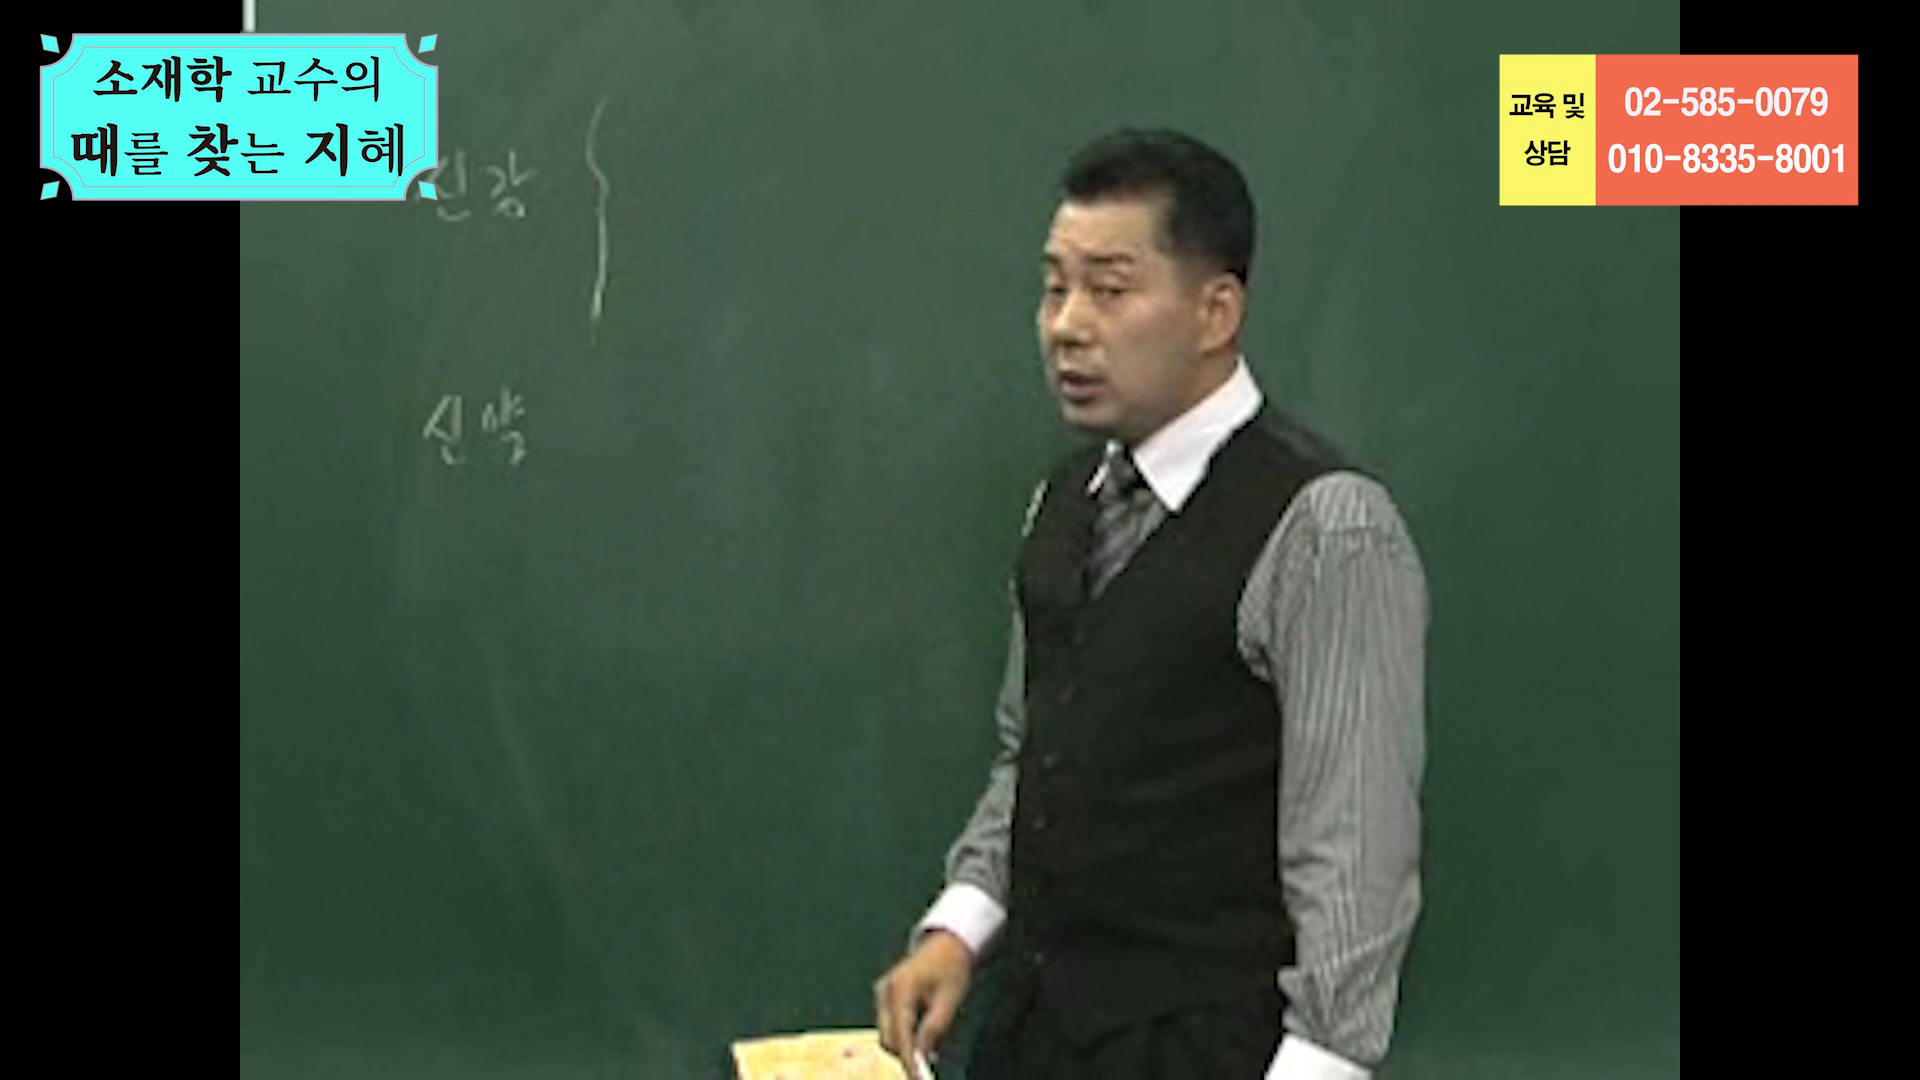 소재학 교수의
때를 찾는 지혜
교육 및
상담
02-585-0079
010-8335-8001
신강
신약